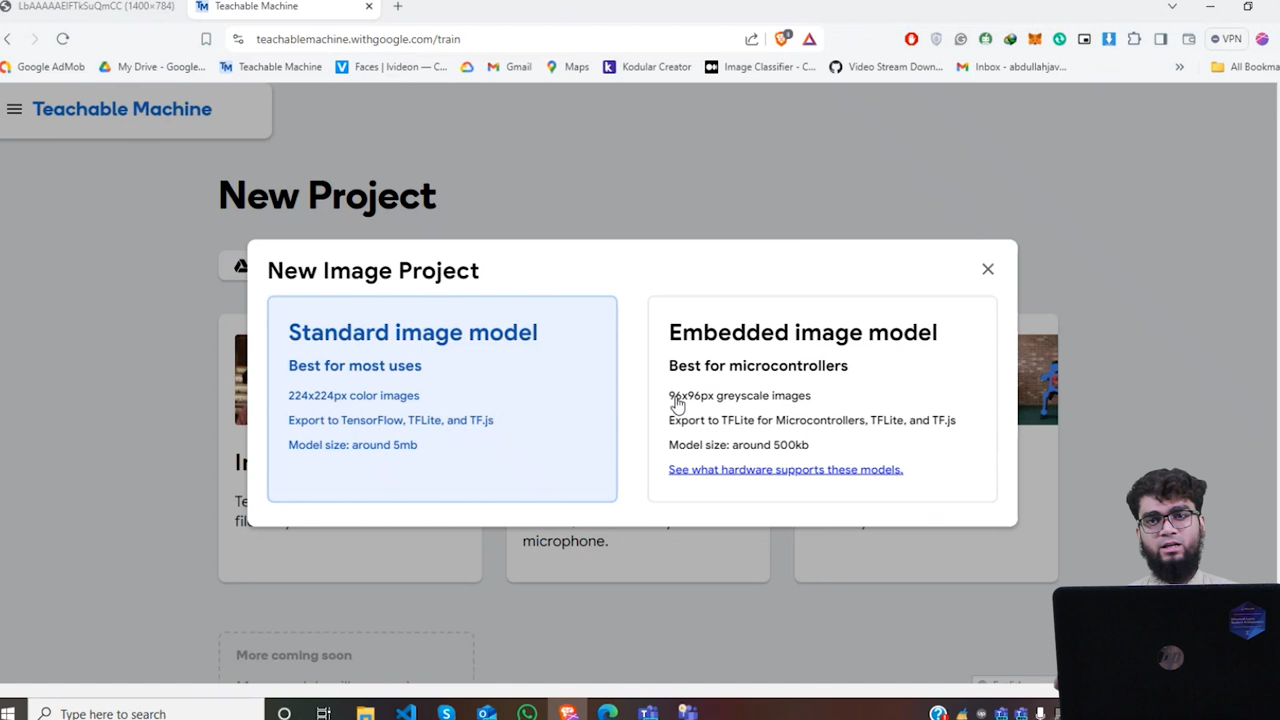 LbAAAAAElFTkSuQmCC (1400×784)
Teachable Machine
teachablemachine.withgoogle.com/train
VPN
Google AdMob
My Drive - Google...
Teachable Machine
Faces | Ivideon — C...
Gmail
Maps
Kodular Creator
Image Classifier - C...
Video Stream Down...
Inbox - abdullahjav...
All Bookma
Teachable Machine
New Project
New Image Project
Standard image model
Best for most uses
224x224px color images
Export to TensorFlow, TFLite, and TF.js
Model size: around 5mb
Embedded image model
Best for microcontrollers
96x96px greyscale images
Export to TFLite for Microcontrollers, TFLite, and TF.js
Model size: around 500kb
See what hardware supports these models.
microphone.
More coming soon
Type here to search